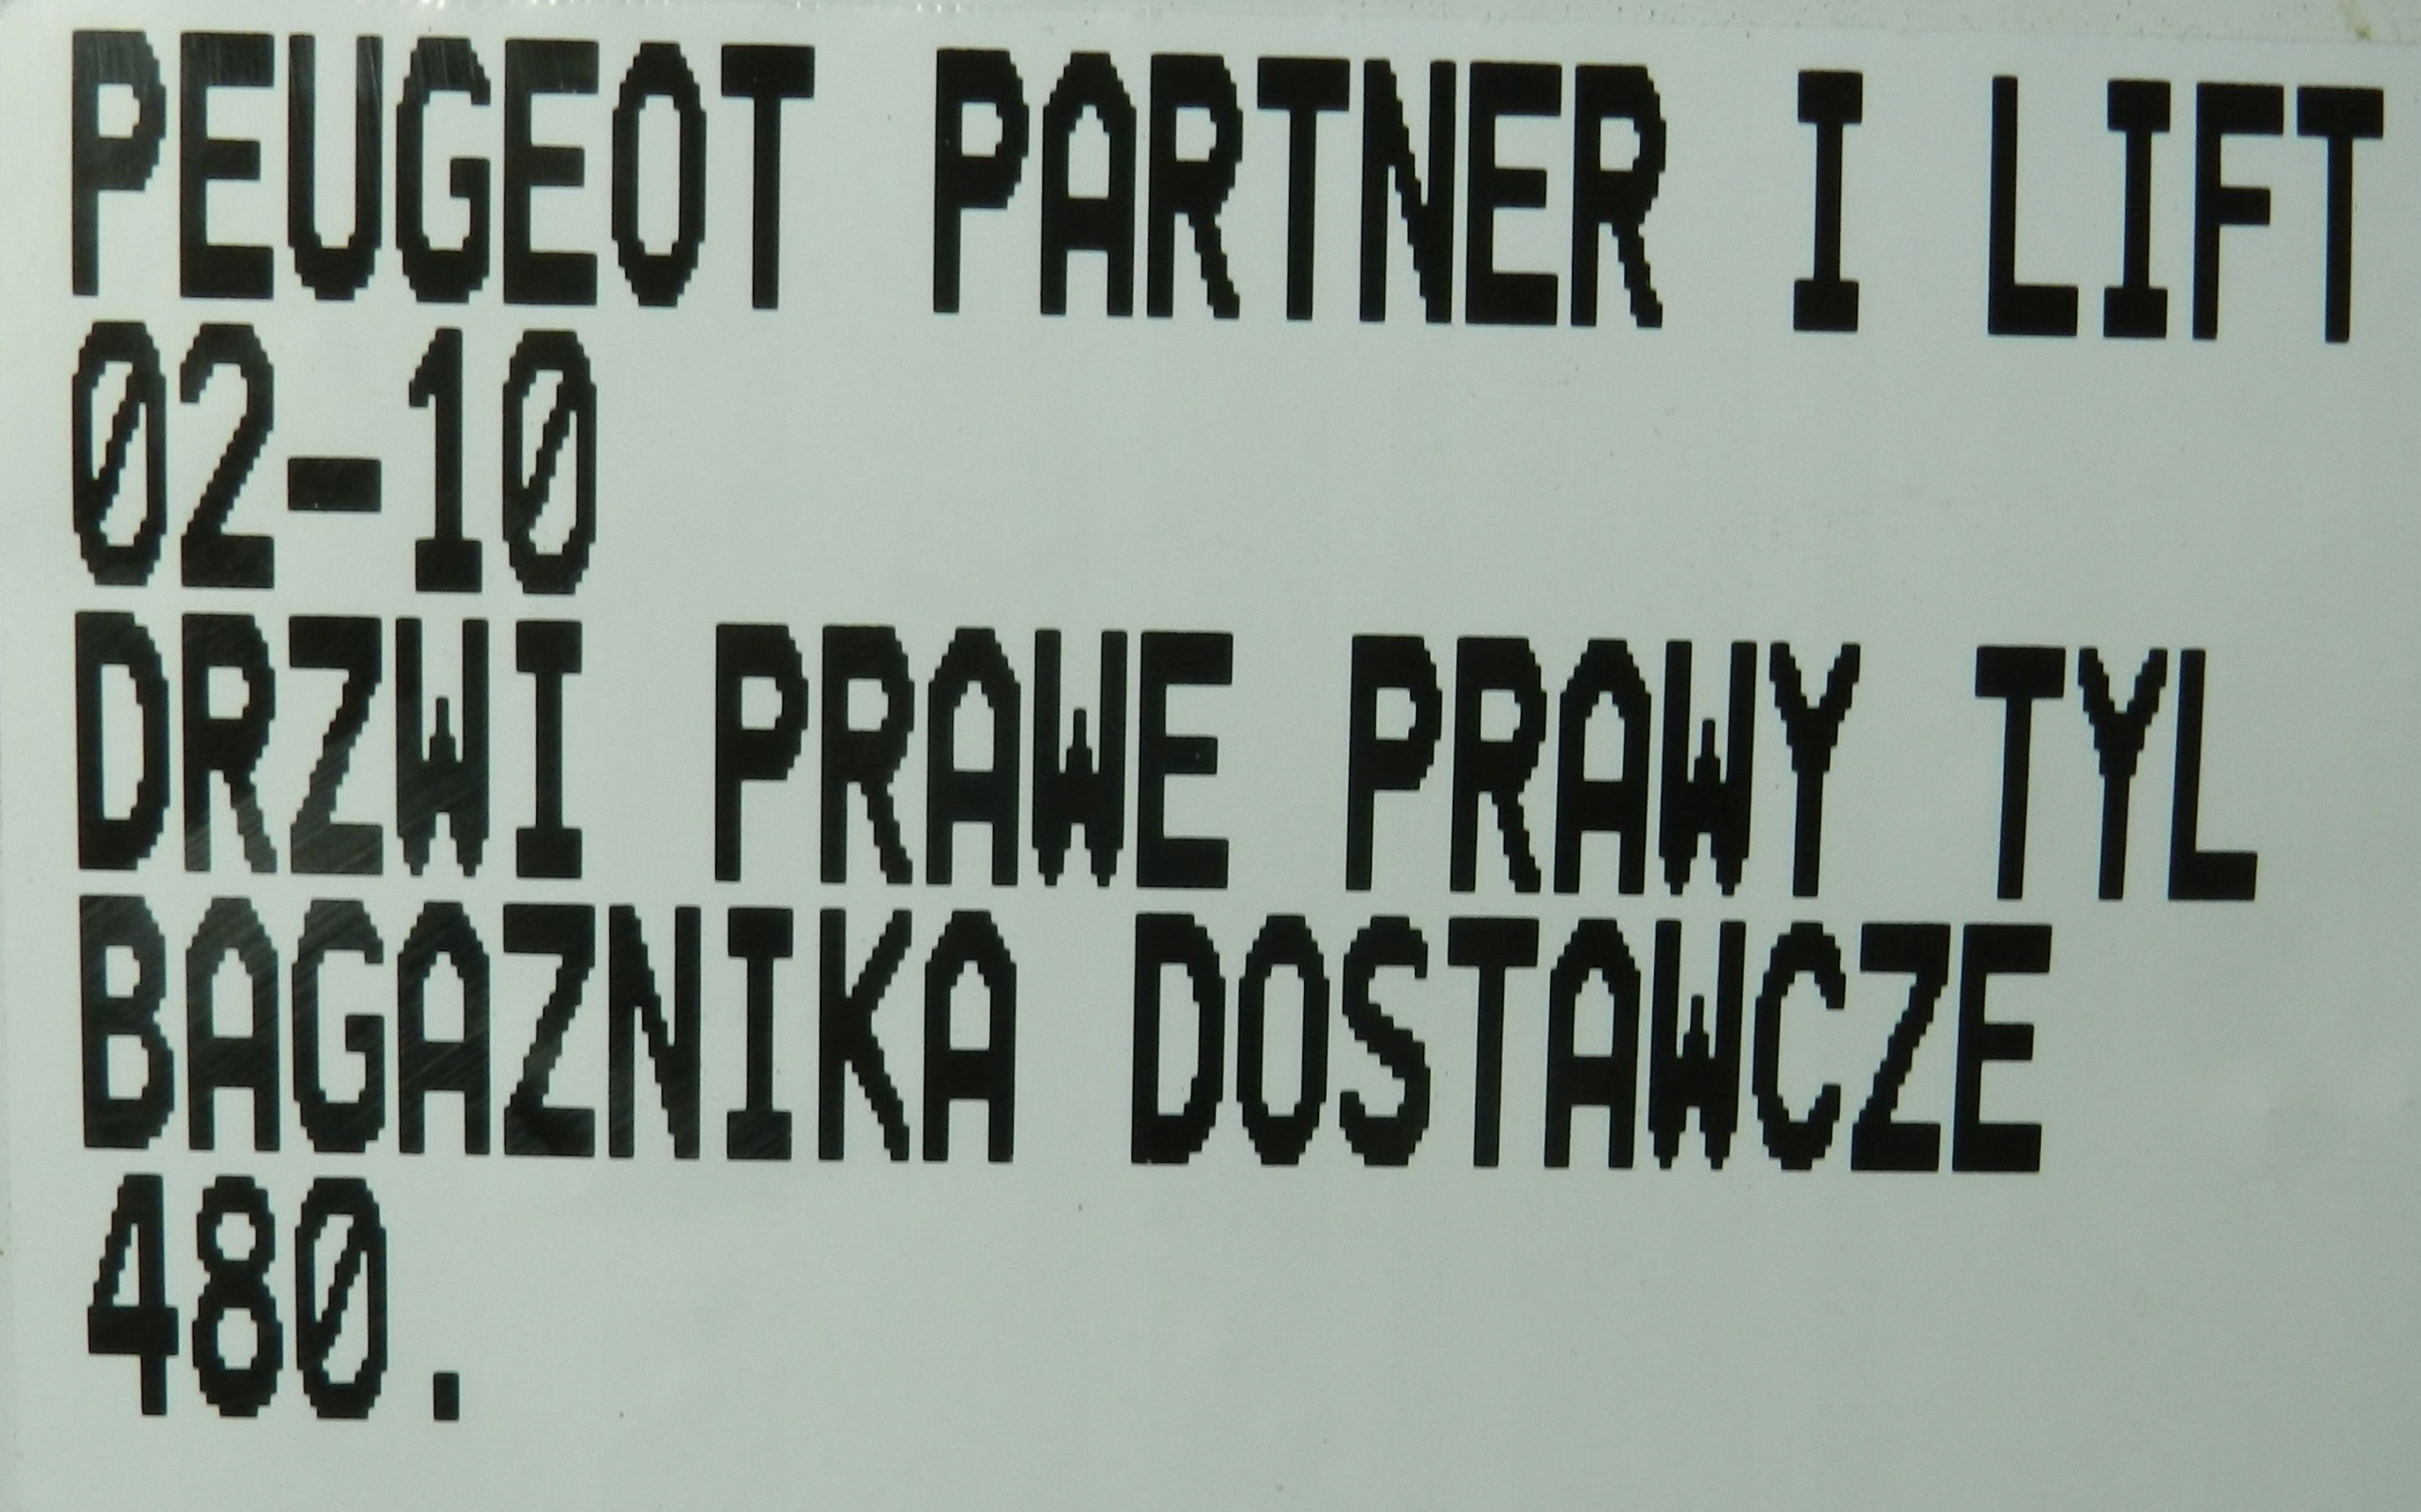 PEUGEOT PARTNER I LIFT
02-10
DRZWI PRAWE PRAWY TYL
BAGAZNIKA DOSTAWCZE
480.